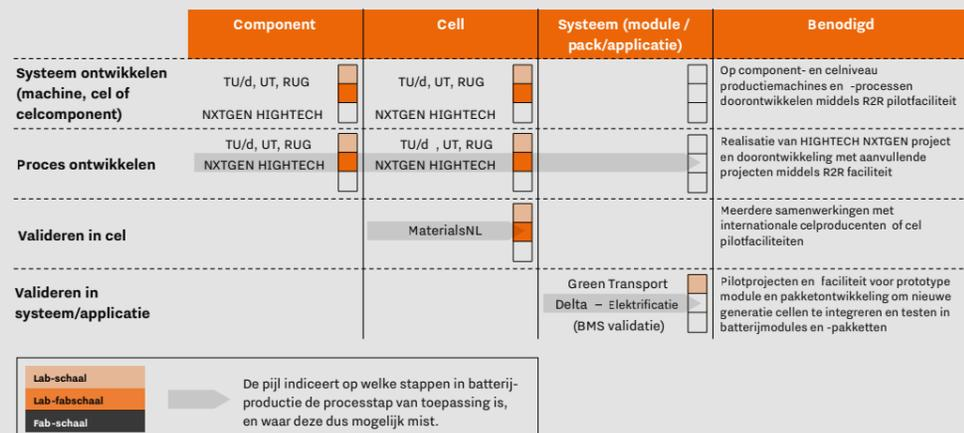 Component
Cell
Systeem (module /
pack/applicatie)
Benodigd
Systeem ontwikkelen
(machine, cel of
celcomponent)
TU/d, UT, RUG
NXTGEN HIGHTECH
TU/d, UT, RUG
NXTGEN HIGHTECH
Op component- en celniveau
productiemachines en -processen
doorontwikkelen middels R2R pilotfaciliteit
Proces ontwikkelen
TU/d, UT, RUG
NXTGEN HIGHTECH
TU/d , UT, RUG
NXTGEN HIGHTECH
Realisatie van HIGHTECH NXTGEN project
en doorontwikkeling met aanvullende
projecten middels R2R faciliteit
Valideren in cel
MaterialsNL
Meerdere samenwerkingen met
internationale celproducenten of cel
pilotfaciliteiten
Valideren in
systeem/applicatie
Green Transport
Delta – Elektrificatie
(BMS validatie)
Pilotprojecten en faciliteit voor prototype
module en pakketontwikkeling om nieuwe
generatie cellen te integreren en testen in
batterijmodules en -pakketten
Lab-schaal
Lab-fabschaal
Fab-schaal
De pijl indiceert op welke stappen in batterij-
productie de processtap van toepassing is,
en waar deze dus mogelijk mist.